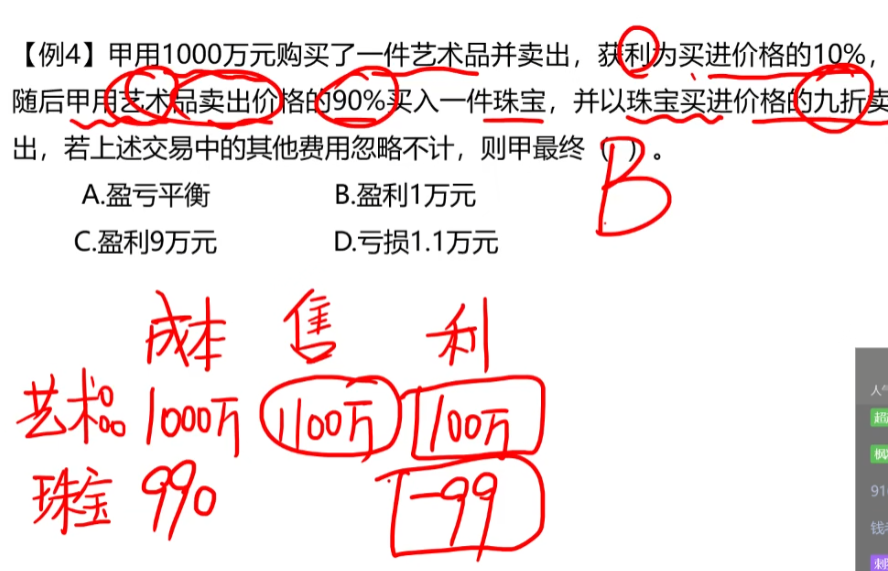 【例4】甲用1000万元购买了一件艺术品并卖出，获利为买进价格的10%，
随后甲用艺术品卖出价格的90%买入一件珠宝，并以珠宝买进价格的九折卖
出，若上述交易中的其他费用忽略不计，则甲最终（ ）。
B
A.盈亏平衡 B.盈利1万元
C.盈利9万元 D.亏损1.1万元
成本 售 利
艺术品 1000万 1100万 100万
珠宝 990 -99